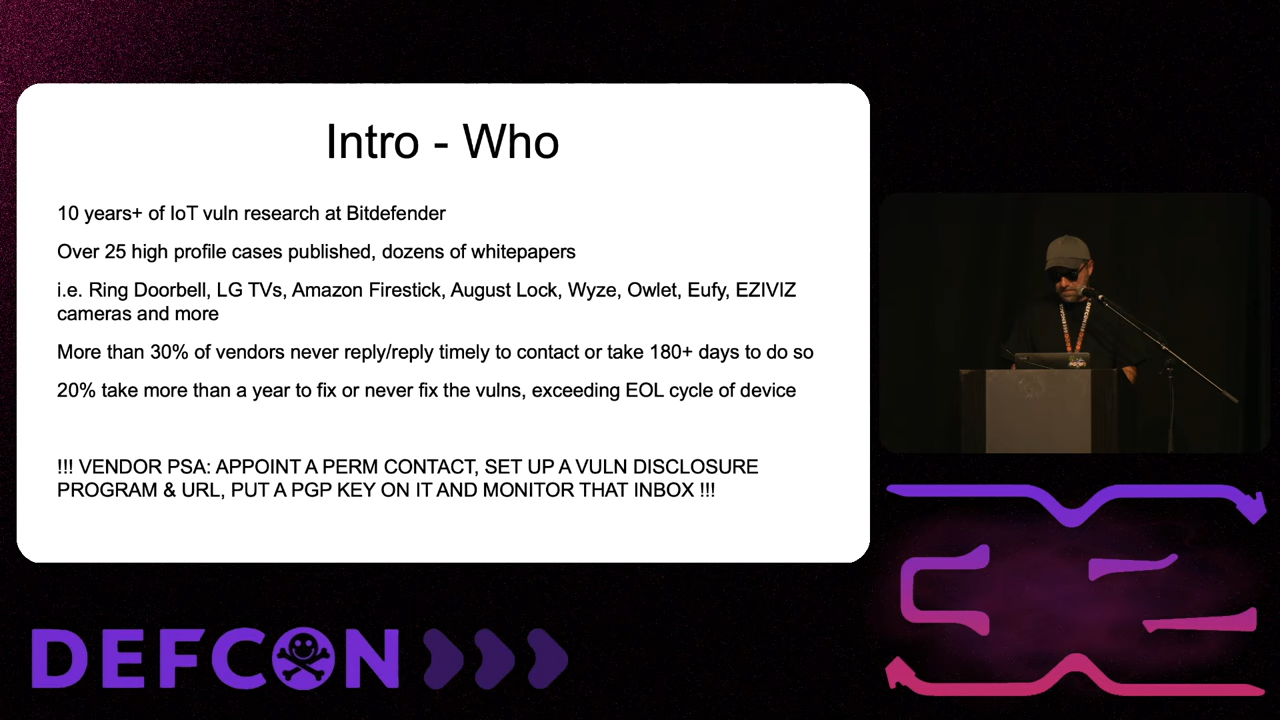 Intro - Who
10 years+ of IoT vuln research at Bitdefender
Over 25 high profile cases published, dozens of whitepapers
i.e. Ring Doorbell, LG TVs, Amazon Firestick, August Lock, Wyze, Owlet, Eufy, EZIVIZ
cameras and more
More than 30% of vendors never reply/reply timely to contact or take 180+ days to do so
20% take more than a year to fix or never fix the vulns, exceeding EOL cycle of device
!!! VENDOR PSA: APPOINT A PERM CONTACT, SET UP A VULN DISCLOSURE
PROGRAM & URL, PUT A PGP KEY ON IT AND MONITOR THAT INBOX !!!
DEFCON